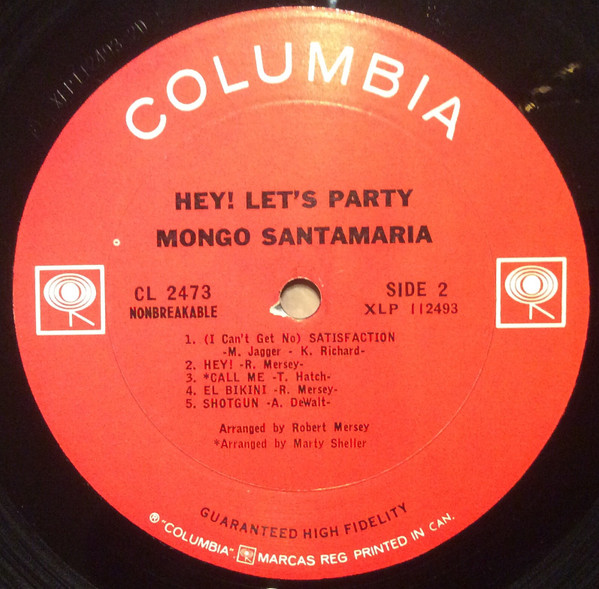 XLP112493-2D
COLUMBIA
HEY! LET'S PARTY
MONGO SANTAMARIA
CL 2473
NONBREAKABLE
SIDE 2
XLP 112493
1. (I Can't Get No) SATISFACTION
-M. Jagger - K. Richard-
2. HEY! -R. Mersey-
3. *CALL ME -T. Hatch-
4. EL BIKINI -R. Mersey-
5. SHOTGUN -A. DeWalt-
Arranged by Robert Mersey
*Arranged by Marty Sheller
GUARANTEED HIGH FIDELITY
® "COLUMBIA", MARCAS REG PRINTED IN CAN.